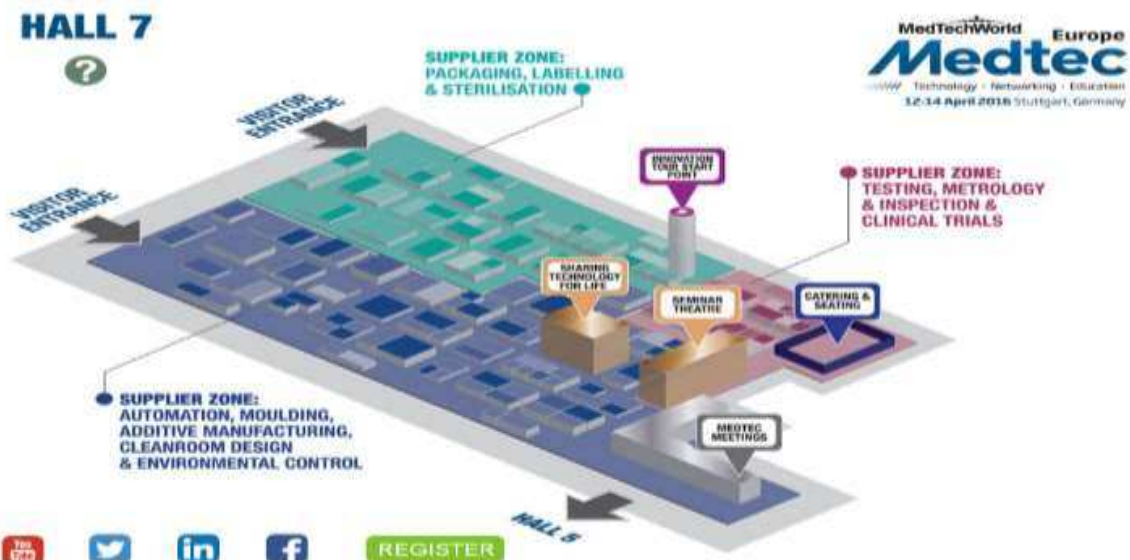 HALL 7
?
MedTechWorld
Europe
Medtec
Technology · Networking · Education
12-14 April 2016 Stuttgart, Germany
SUPPLIER ZONE:
PACKAGING, LABELLING
& STERILISATION
VISITOR
ENTRANCE
VISITOR
ENTRANCE
INNOVATION
TOUR START
POINT
SUPPLIER ZONE:
TESTING, METROLOGY
& INSPECTION &
CLINICAL TRIALS
SHARING
TECHNOLOGY
FOR LIFE
SEMINAR
THEATRE
CATERING &
SEATING
SUPPLIER ZONE:
AUTOMATION, MOULDING,
ADDITIVE MANUFACTURING,
CLEANROOM DESIGN
& ENVIRONMENTAL CONTROL
MEDTEC
MEETINGS
HALL 5
You
Tube
in
f
REGISTER